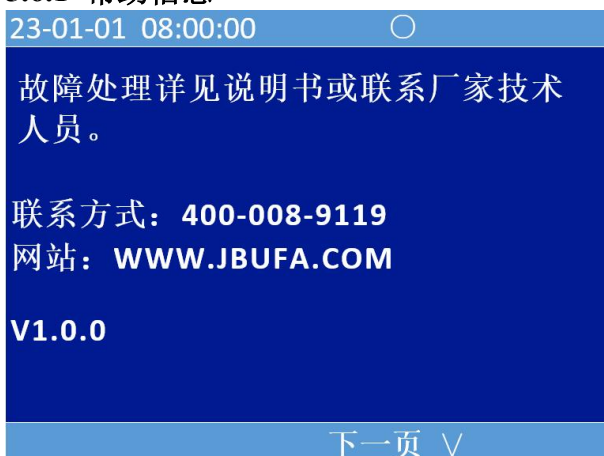 23-01-01 08:00:00
故障处理详见说明书或联系厂家技术
人员。
联系方式：400-008-9119
网站：WWW.JBUFA.COM
V1.0.0
下一页 ∨